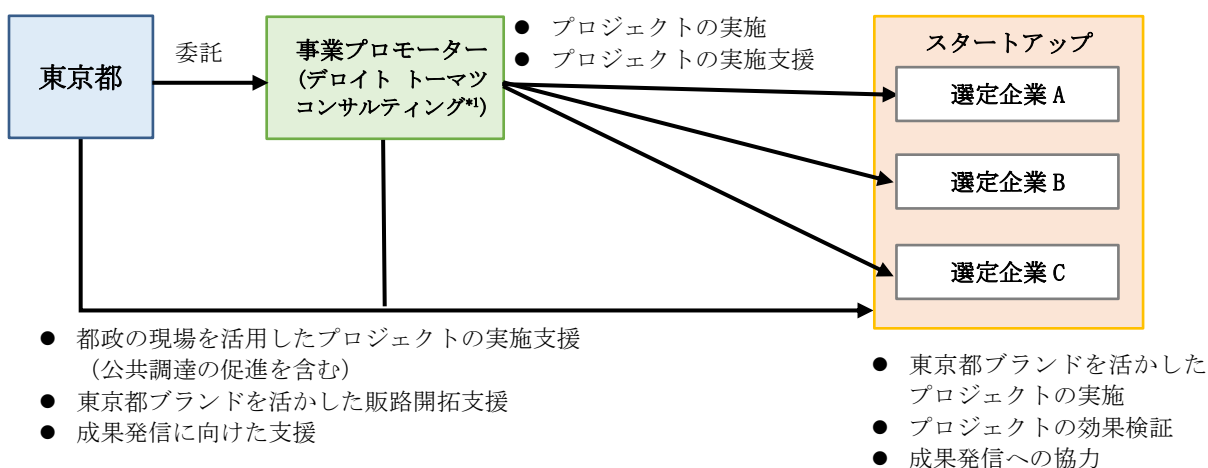 東京都
委託
事業プロモーター
(デロイト トーマツ
コンサルティング*1)
● プロジェクトの実施
● プロジェクトの実施支援
スタートアップ
選定企業 A
選定企業 B
選定企業 C
● 都政の現場を活用したプロジェクトの実施支援
（公共調達の促進を含む）
● 東京都ブランドを活かした販路開拓支援
● 成果発信に向けた支援
● 東京都ブランドを活かした
プロジェクトの実施
● プロジェクトの効果検証
● 成果発信への協力